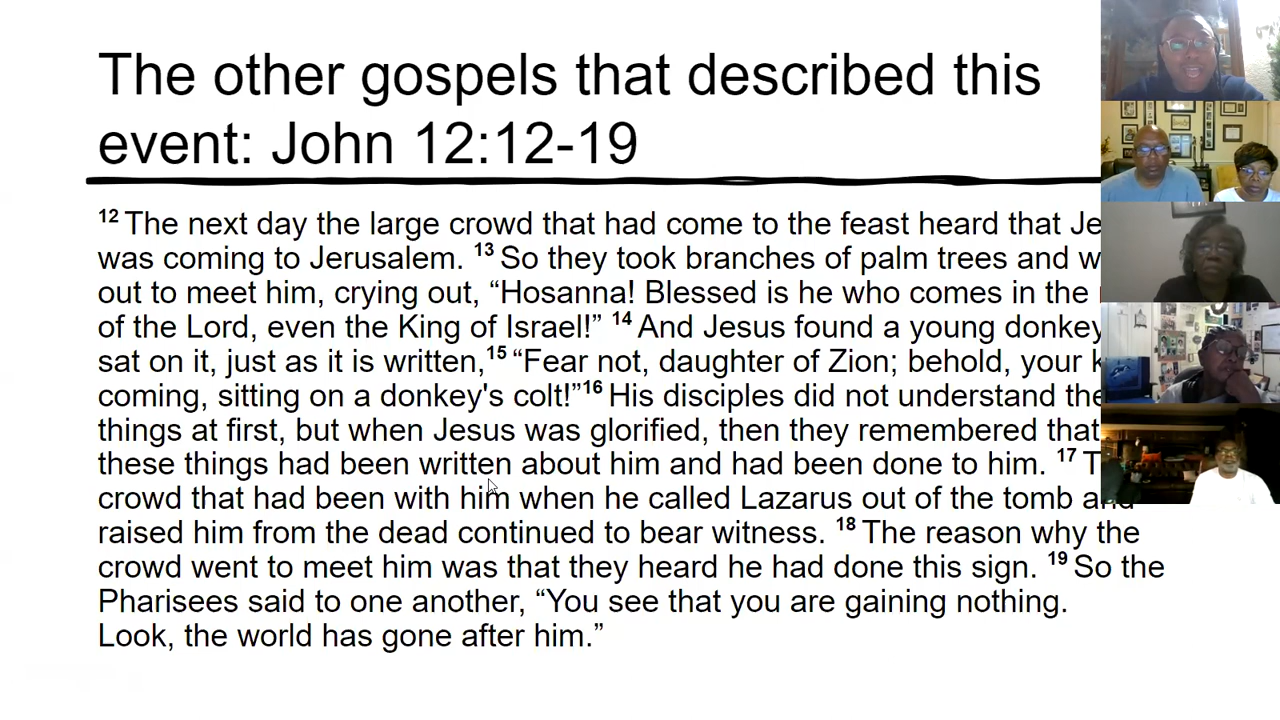 The other gospels that described this
event: John 12:12-19
12 The next day the large crowd that had come to the feast heard that Je
was coming to Jerusalem. 13 So they took branches of palm trees and w
out to meet him, crying out, “Hosanna! Blessed is he who comes in the
of the Lord, even the King of Israel!” 14 And Jesus found a young donkey
sat on it, just as it is written,15 “Fear not, daughter of Zion; behold, your k
coming, sitting on a donkey's colt!”16 His disciples did not understand the
things at first, but when Jesus was glorified, then they remembered that
these things had been written about him and had been done to him. 17 T
crowd that had been with him when he called Lazarus out of the tomb and
raised him from the dead continued to bear witness. 18 The reason why the
crowd went to meet him was that they heard he had done this sign. 19 So the
Pharisees said to one another, “You see that you are gaining nothing.
Look, the world has gone after him.”